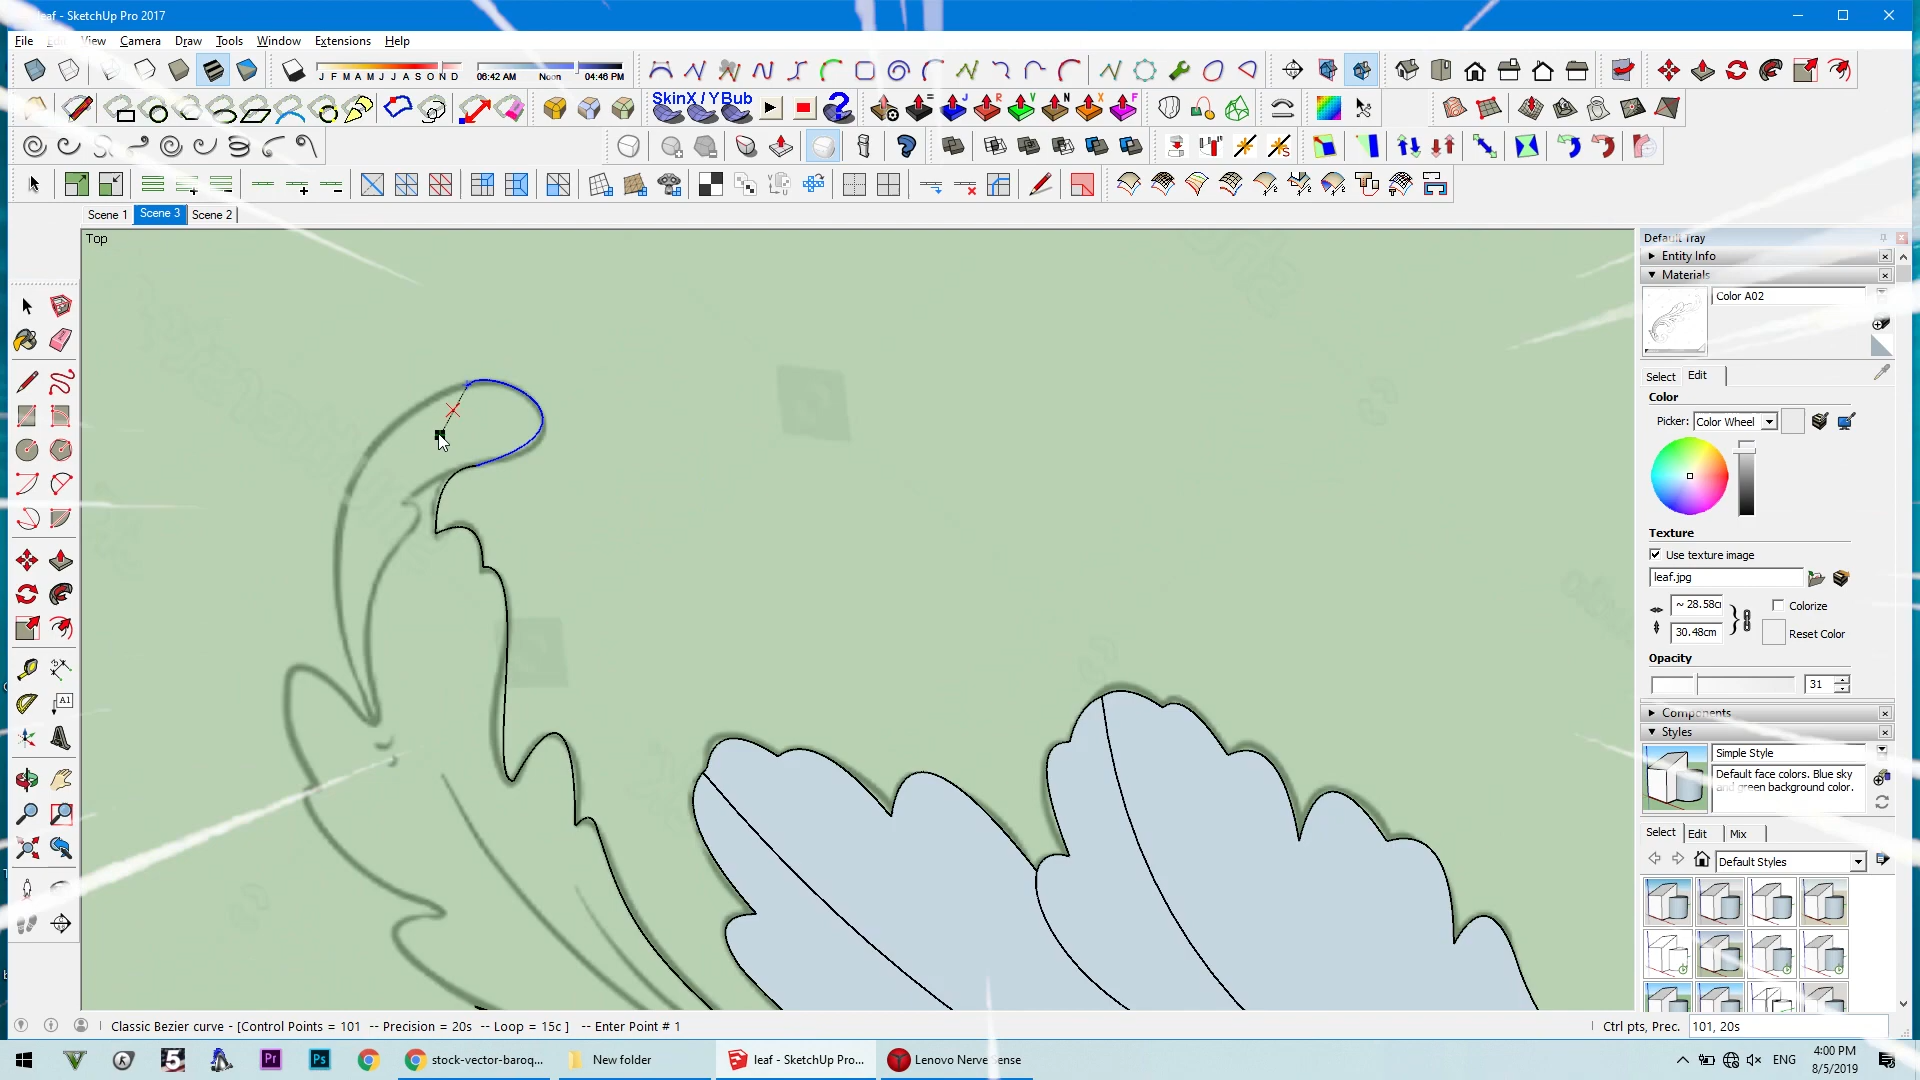 leaf - SketchUp Pro 2017
File Edit View Camera Draw Tools Window Extensions Help
J F M A M J J A S O N D
06:42 AM Noon 04:46 PM
SkinX / YBub
Scene 1 Scene 3 Scene 2
Top
Default Tray
Entity Info
Materials
Color A02
Select Edit
Color
Picker: Color Wheel
Texture
Use texture image
leaf.jpg
~ 28.58c
Colorize
30.48cm
Reset Color
Opacity
31
Components
Styles
Simple Style
Default face colors. Blue sky
and green background color.
Select Edit Mix
Default Styles
Classic Bezier curve - [Control Points = 101 -- Precision = 20s -- Loop = 15c ] -- Enter Point # 1
Ctrl pts, Prec. 101, 20s
stock-vector-baroq...
New folder
leaf - SketchUp Pro...
Lenovo Nerve Sense
ENG
4:00 PM
8/5/2019